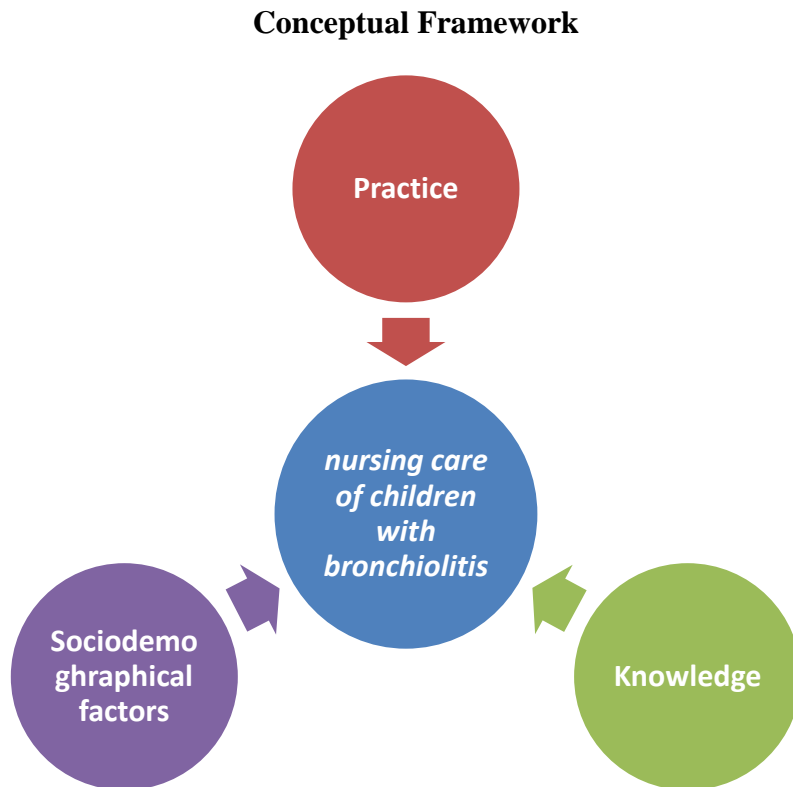 Conceptual Framework
Practice
nursing care
of children
with
bronchiolitis
Sociodemo
ghraphical
factors
Knowledge